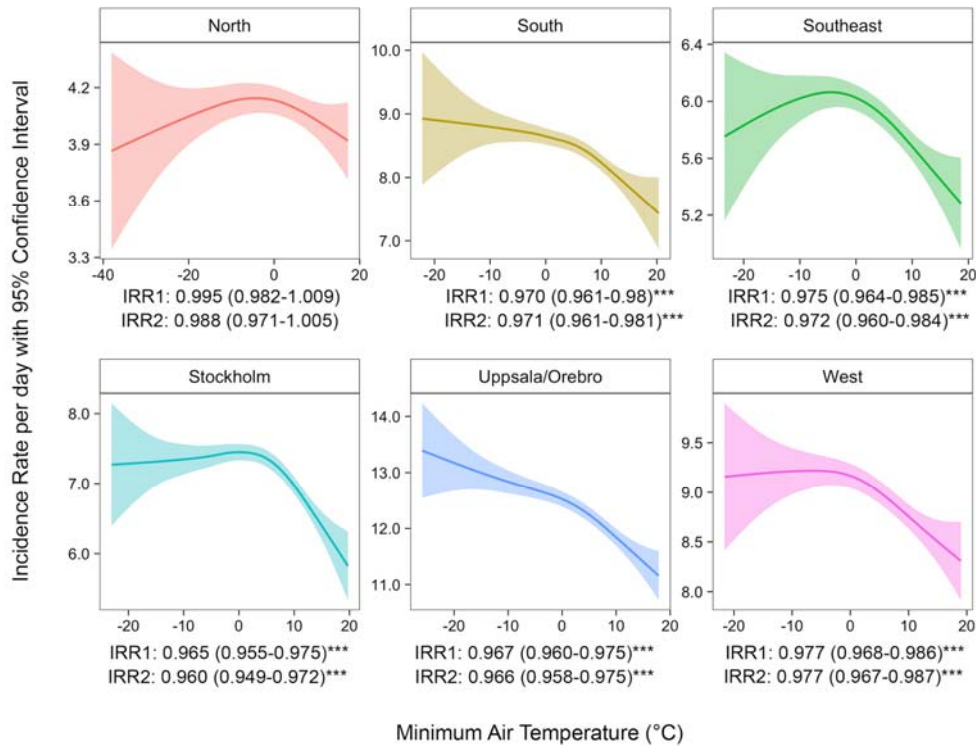 Incidence Rate per day with 95% Confidence Interval
North
4.2
3.9
3.6
3.3
-40 -20 0 20
IRR1: 0.995 (0.982-1.009)
IRR2: 0.988 (0.971-1.005)
South
10.0
9.0
8.0
7.0
-20 -10 0 10 20
IRR1: 0.970 (0.961-0.98)***
IRR2: 0.971 (0.961-0.981)***
Southeast
6.4
6.0
5.6
5.2
-20 -10 0 10 20
IRR1: 0.975 (0.964-0.985)***
IRR2: 0.972 (0.960-0.984)***
Stockholm
8.0
7.0
6.0
-20 -10 0 10 20
IRR1: 0.965 (0.955-0.975)***
IRR2: 0.960 (0.949-0.972)***
Uppsala/Orebro
14.0
13.0
12.0
11.0
-20 -10 0 10 20
IRR1: 0.967 (0.960-0.975)***
IRR2: 0.966 (0.958-0.975)***
West
9.5
9.0
8.5
8.0
-20 -10 0 10 20
IRR1: 0.977 (0.968-0.986)***
IRR2: 0.977 (0.967-0.987)***
Minimum Air Temperature (°C)